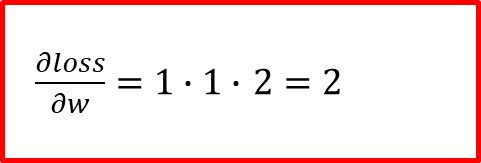 ∂loss/∂w = 1 · 1 · 2 = 2